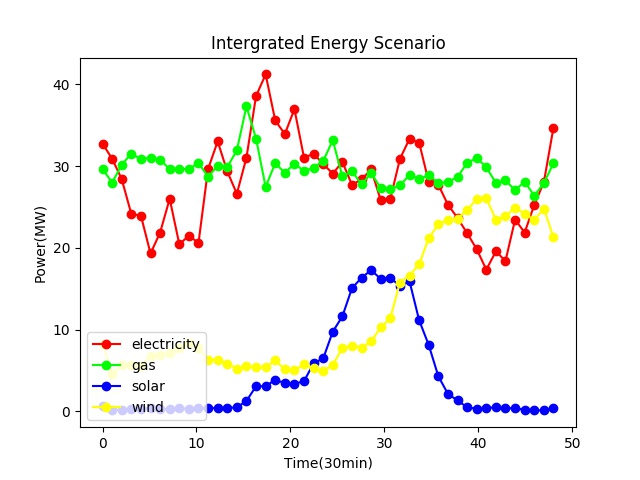 Intergrated Energy Scenario
Power(MW)
40
30
20
10
0
electricity
gas
solar
wind
0 10 20 30 40 50
Time(30min)